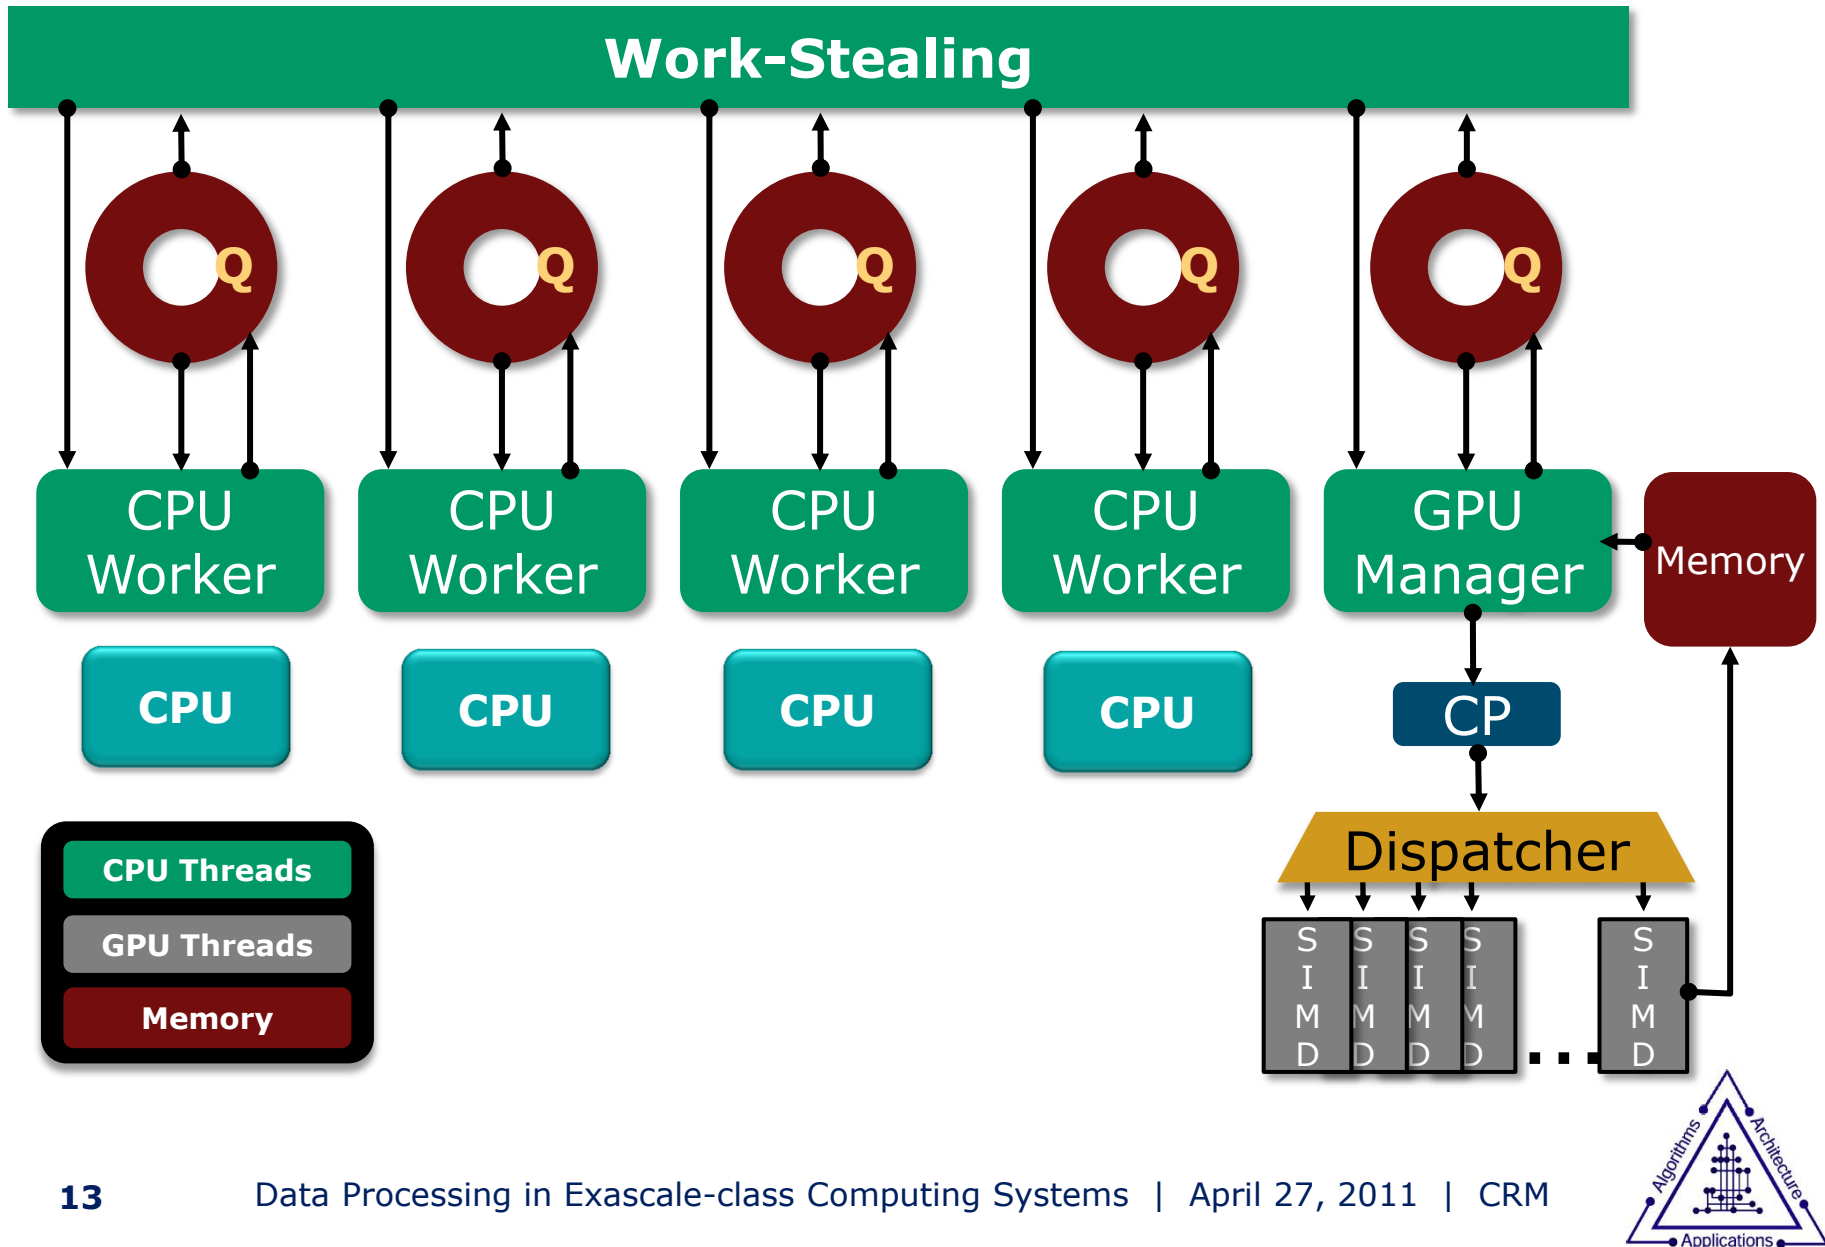 Work-Stealing
Q
Q
Q
Q
Q
CPU
Worker
CPU
Worker
CPU
Worker
CPU
Worker
GPU
Manager
Memory
CPU
CPU
CPU
CPU
CP
Dispatcher
CPU Threads
GPU Threads
Memory
S
I
M
D
S
I
M
D
S
I
M
D
S
I
M
D
...
S
I
M
D
13
Data Processing in Exascale-class Computing Systems | April 27, 2011 | CRM
Algorithms
Architecture
Applications